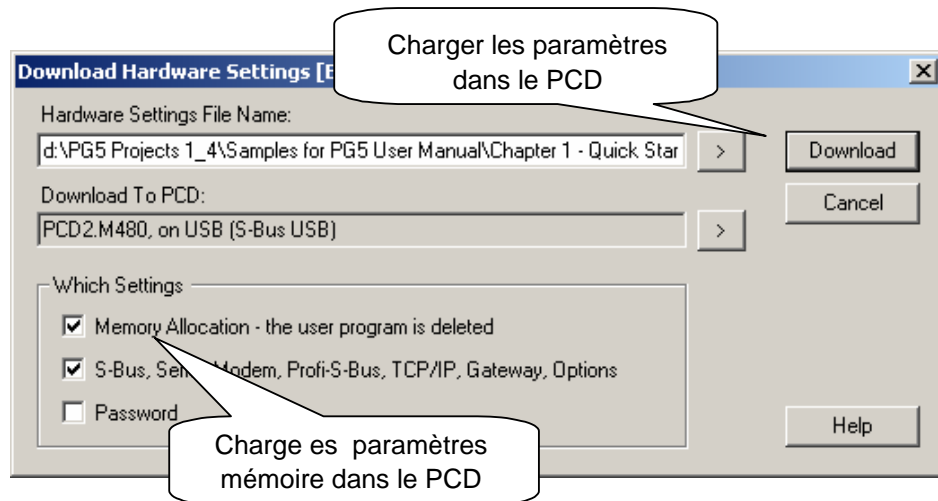 Charger les paramètres
dans le PCD
Download Hardware Settings [
Hardware Settings File Name:
d:\PG5 Projects 1_4\Samples for PG5 User Manual\Chapter 1 - Quick Star
>
Download
Download To PCD:
Cancel
PCD2.M480, on USB (S-Bus USB)
>
Which Settings
Memory Allocation - the user program is deleted
S-Bus, Modem, Profi-S-Bus, TCP/IP, Gateway, Options
Password
Help
Charge es paramètres
mémoire dans le PCD